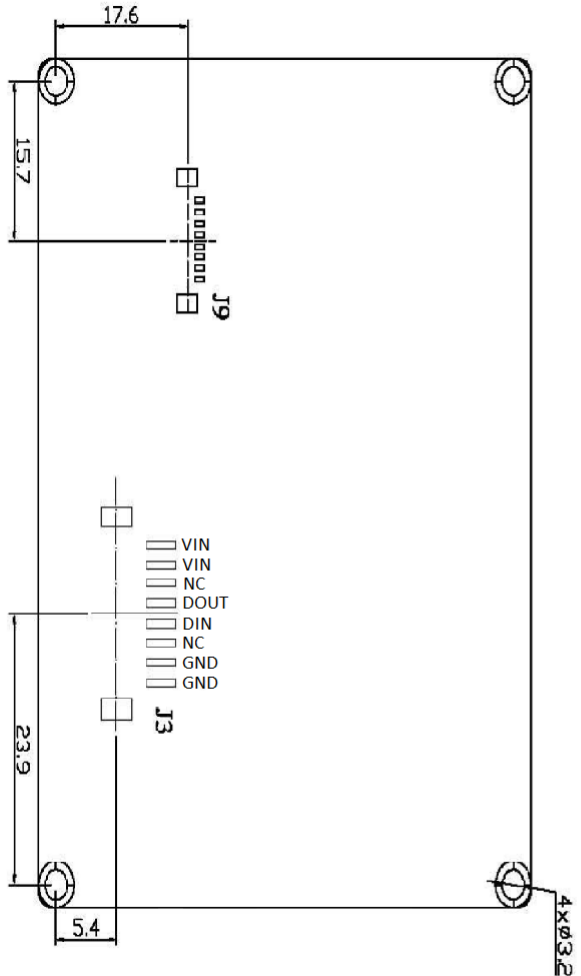 17.6
15.7
J9
VIN
VIN
NC
DOUT
DIN
NC
GND
GND
J3
23.9
5.4
4xø3.2